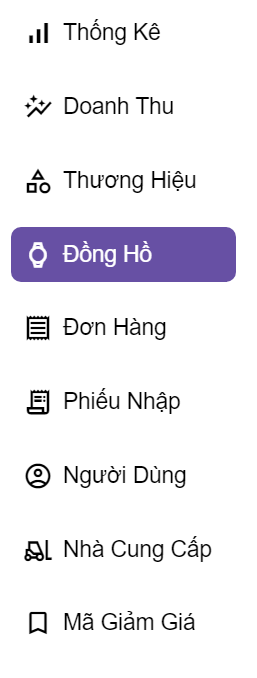 Thống Kê
Doanh Thu
Thương Hiệu
Đồng Hồ
Đơn Hàng
Phiếu Nhập
Người Dùng
Nhà Cung Cấp
Mã Giảm Giá